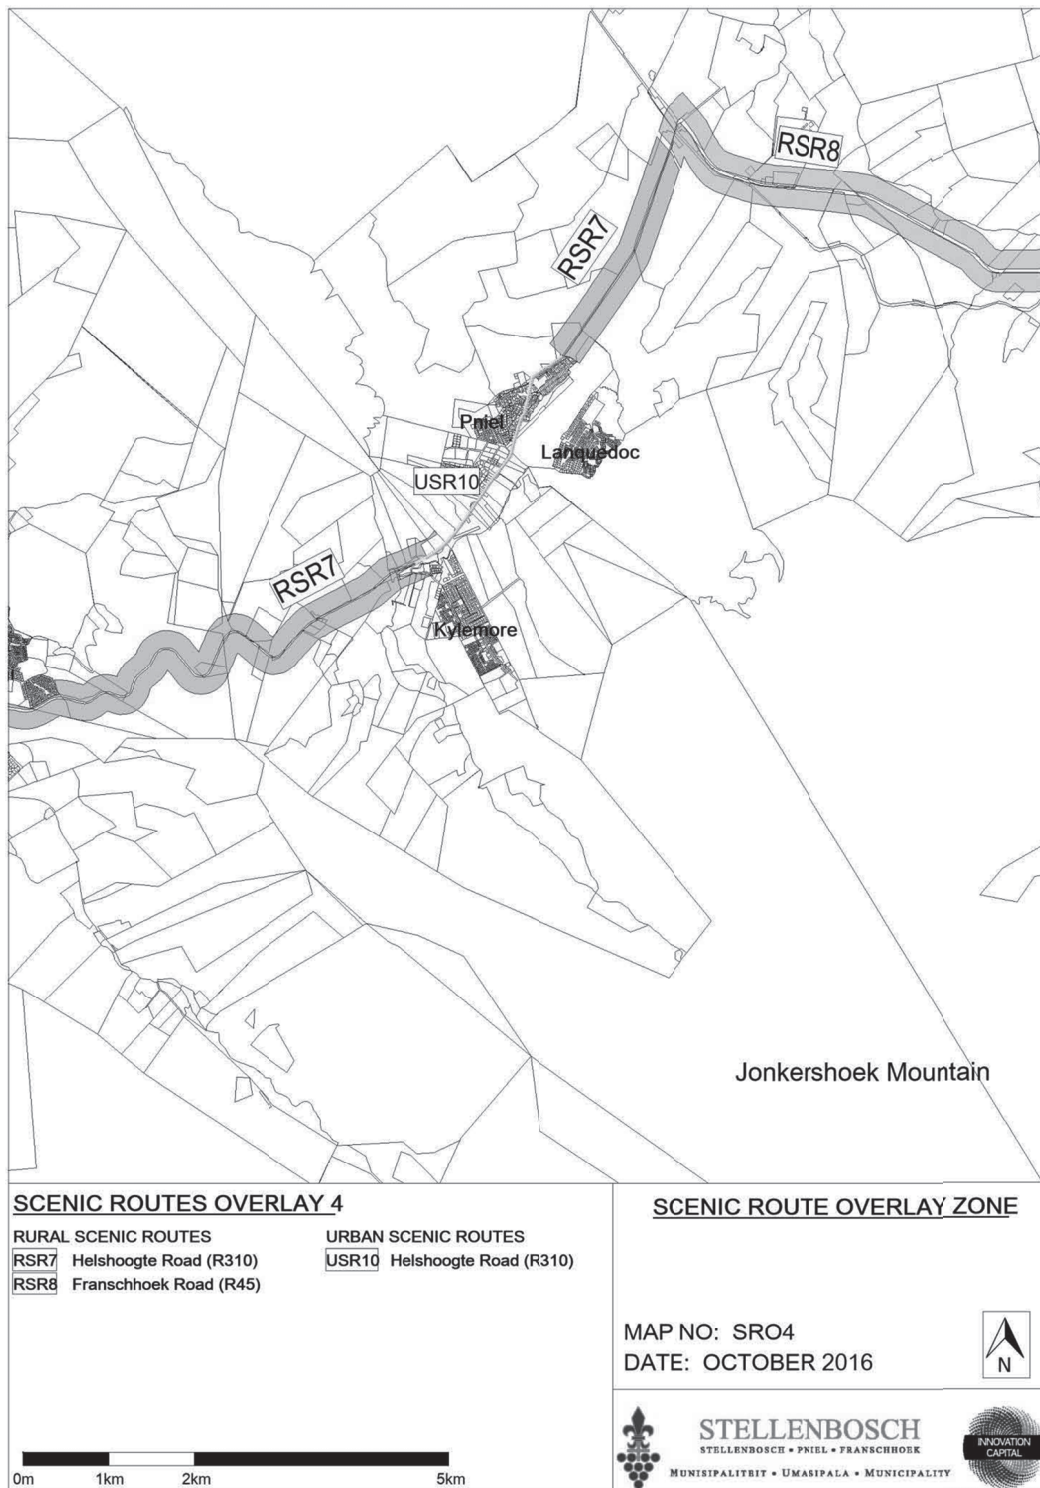 RSR8
RSR7
Pniel
Lanquedoc
USR10
RSR7
Kylemore
Jonkershoek Mountain
SCENIC ROUTES OVERLAY 4
RURAL SCENIC ROUTES
RSR7 Helshoogte Road (R310)
RSR8 Franschhoek Road (R45)
URBAN SCENIC ROUTES
USR10 Helshoogte Road (R310)
0m 1km 2km 5km
SCENIC ROUTE OVERLAY ZONE
MAP NO: SRO4
DATE: OCTOBER 2016
N
STELLENBOSCH
STELLENBOSCH • PNIEL • FRANSCHHOEK
MUNISIPALITEIT • UMASIPALA • MUNICIPALITY
INNOVATION
CAPITAL